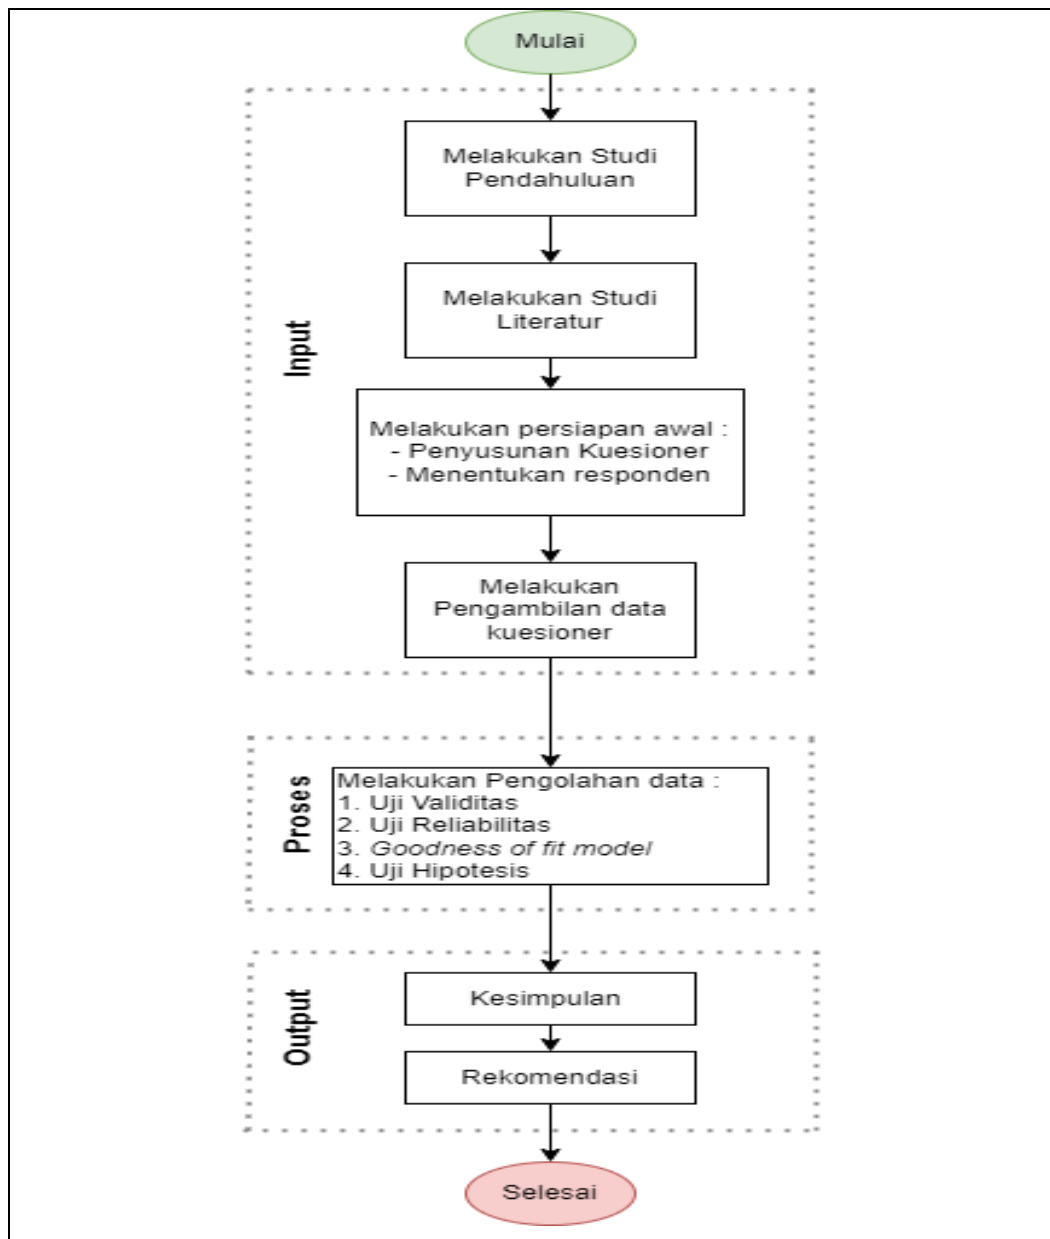 Mulai
Input
Melakukan Studi
Pendahuluan
Melakukan Studi
Literatur
Melakukan persiapan awal :
- Penyusunan Kuesioner
- Menentukan responden
Melakukan
Pengambilan data
kuesioner
Proses
Melakukan Pengolahan data :
1. Uji Validitas
2. Uji Reliabilitas
3. Goodness of fit model
4. Uji Hipotesis
Output
Kesimpulan
Rekomendasi
Selesai